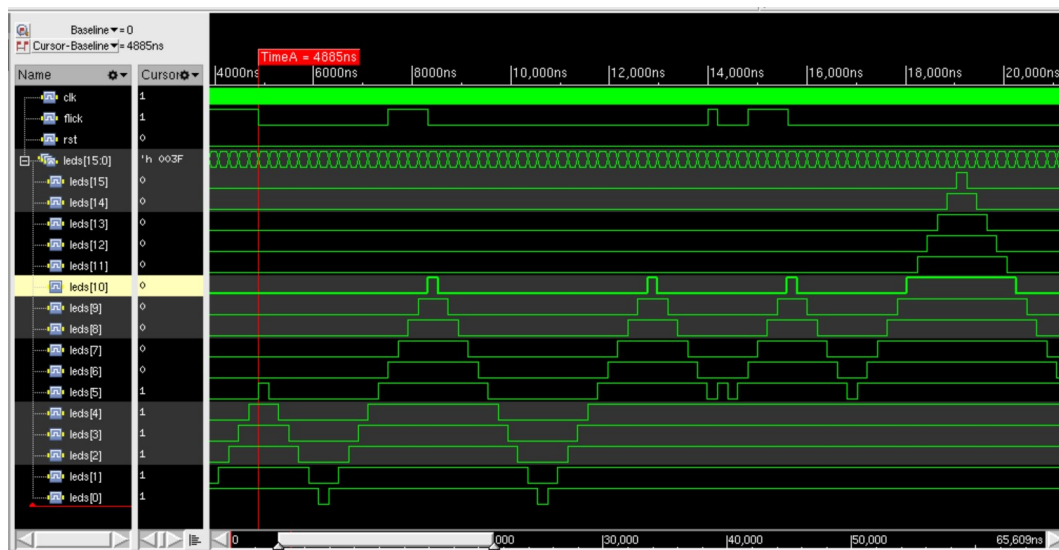 Baseline▼= 0
Cursor-Baseline▼= 4885ns
TimeA = 4885ns
Name Cursor 4000ns 6000ns 8000ns 10,000ns 12,000ns 14,000ns 16,000ns 18,000ns 20,000ns
clk 1
flick 1
rst 0
leds[15:0] 'h 003F
leds[15] 0
leds[14] 0
leds[13] 0
leds[12] 0
leds[11] 0
leds[10] 0
leds[9] 0
leds[8] 0
leds[7] 0
leds[6] 0
leds[5] 1
leds[4] 1
leds[3] 1
leds[2] 1
leds[1] 1
leds[0] 1
0 000 30,000 40,000 50,000 65,609ns